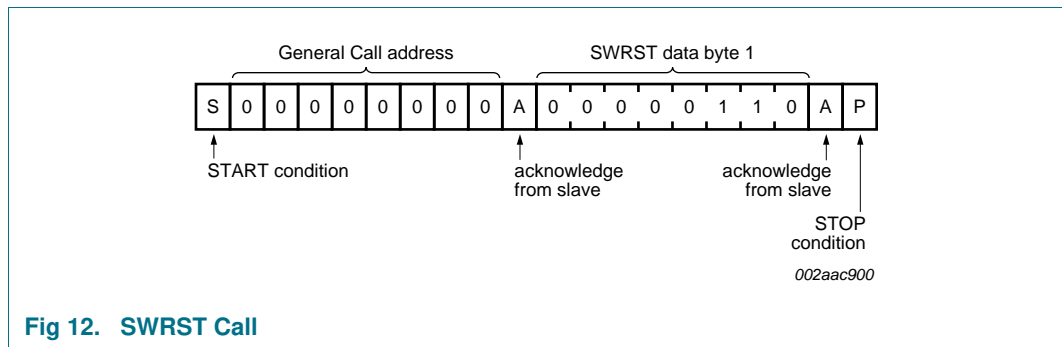 General Call address SWRST data byte 1
S 0 0 0 0 0 0 0 0 A 0 0 0 0 0 1 1 0 A P
START condition acknowledge acknowledge
from slave from slave
STOP
condition
002aac900
Fig 12. SWRST Call